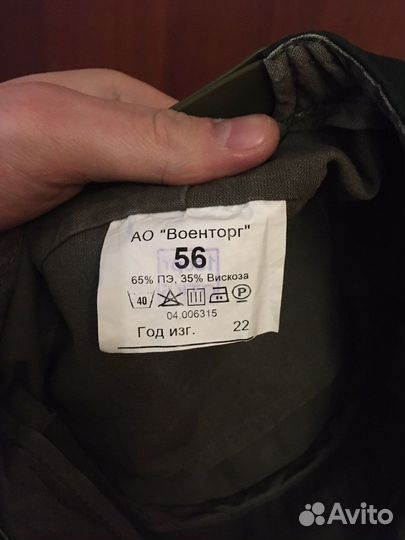 АО "Военторг"
56
65% ПЭ, 35% Вискоза
40 P
04.006315
Год изг. 22
Avito